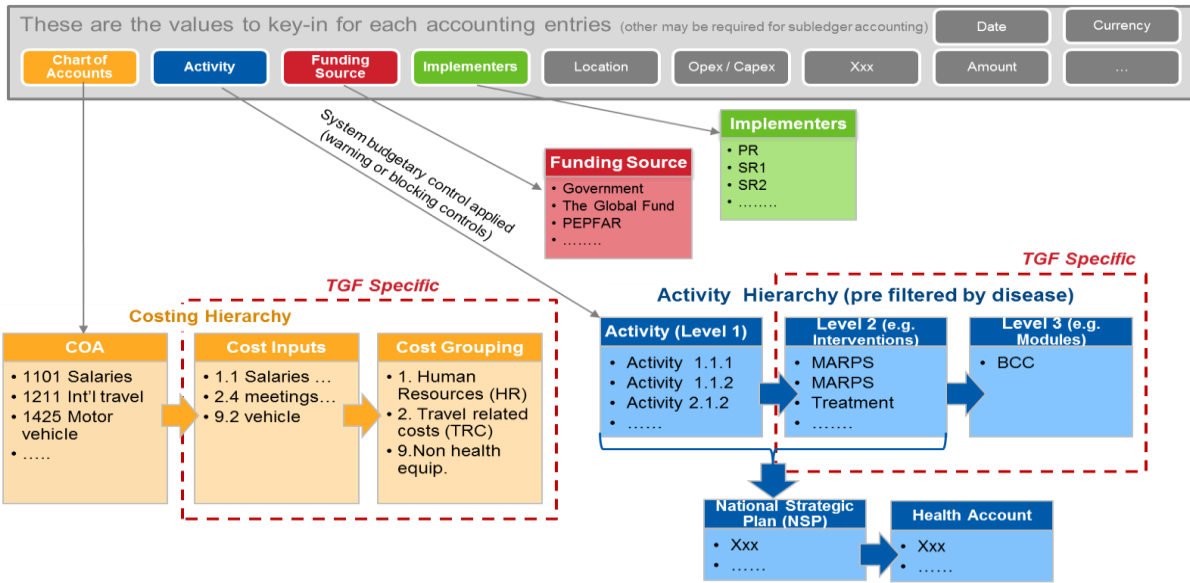 These are the values to key-in for each accounting entries (other may be required for subledger accounting)
Date
Currency
Chart of
Accounts
Activity
Funding
Source
Implementers
Location
Opex / Capex
Xxx
Amount
...
System budgetary control applied
(warning or blocking controls)
Implementers
• PR
• SR1
• SR2
• ........
Funding Source
• Government
• The Global Fund
• PEPFAR
• ........
TGF Specific
TGF Specific
Costing Hierarchy
Activity Hierarchy (pre filtered by disease)
COA
• 1101 Salaries
• 1211 Int'l travel
• 1425 Motor
vehicle
• .....
Cost Inputs
• 1.1 Salaries ...
• 2.4 meetings...
• 9.2 vehicle
Cost Grouping
• 1. Human
Resources (HR)
• 2. Travel related
costs (TRC)
• 9.Non health
equip.
Activity (Level 1)
• Activity 1.1.1
• Activity 1.1.2
• Activity 2.1.2
• ......
Level 2 (e.g.
Interventions)
• MARPS
• MARPS
• Treatment
• .......
Level 3 (e.g.
Modules)
• BCC
National Strategic
Plan (NSP)
• Xxx
• ......
Health Account
• Xxx
• ......